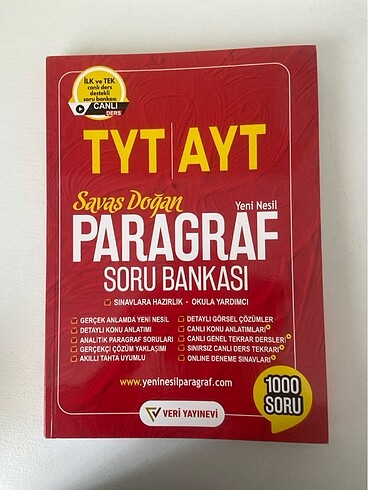 İLK ve TEK
canlı ders
destekli
soru bankası
CANLI
DERS
TYT AYT
Savaş Doğan
Yeni Nesil
PARAGRAF
SORU BANKASI
SINAVLARA HAZIRLIK - OKULA YARDIMCI
GERÇEK ANLAMDA YENİ NESİL
DETAYLI KONU ANLATIMI
ANALİTİK PARAGRAF SORULARI
GERÇEKÇİ ÇÖZÜM YAKLAŞIMI
AKILLI TAHTA UYUMLU
DETAYLI GÖRSEL ÇÖZÜMLER
CANLI KONU ANLATIMLARI
CANLI GENEL TEKRAR DERSLERİ
SINIRSIZ CANLI DERS TEKRARI
ONLINE DENEME SINAVLARI
www.yeninesilparagraf.com
1000
SORU
VERİ YAYINEVİ